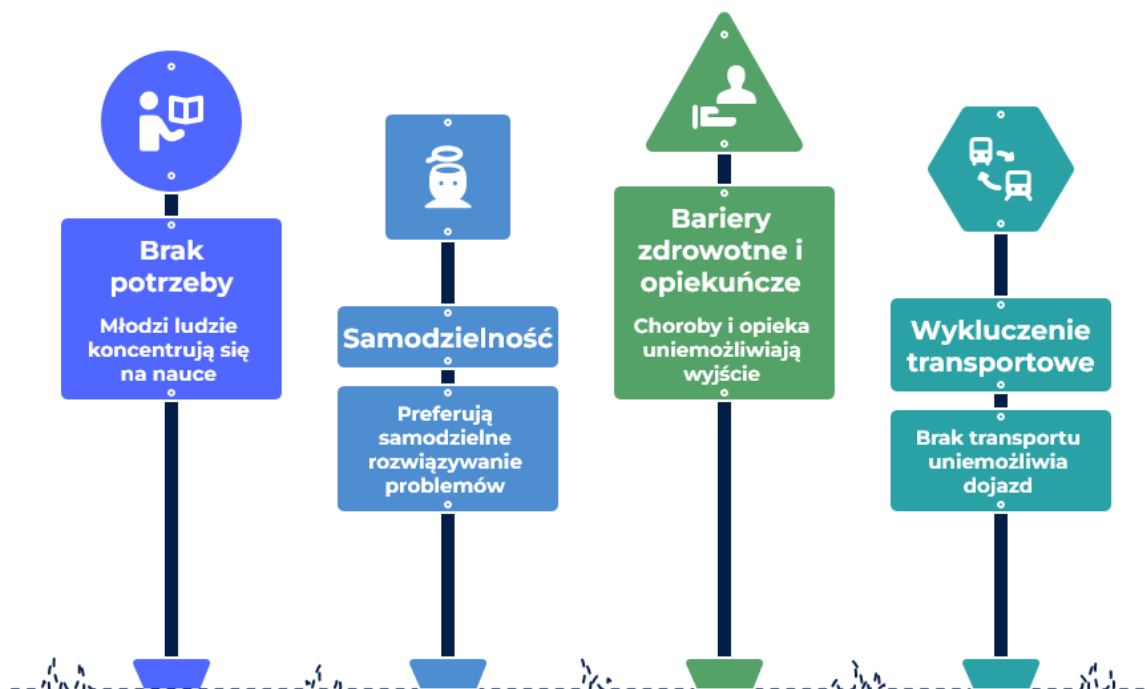 Brak
potrzeby
Młodzi ludzie
koncentrują się
na nauce
Samodzielność
Preferują
samodzielne
rozwiązywanie
problemów
Bariery
zdrowotne i
opiekuńcze
Choroby i opieka
uniemożliwiają
wyjście
Wykluczenie
transportowe
Brak transportu
uniemożliwia
dojazd